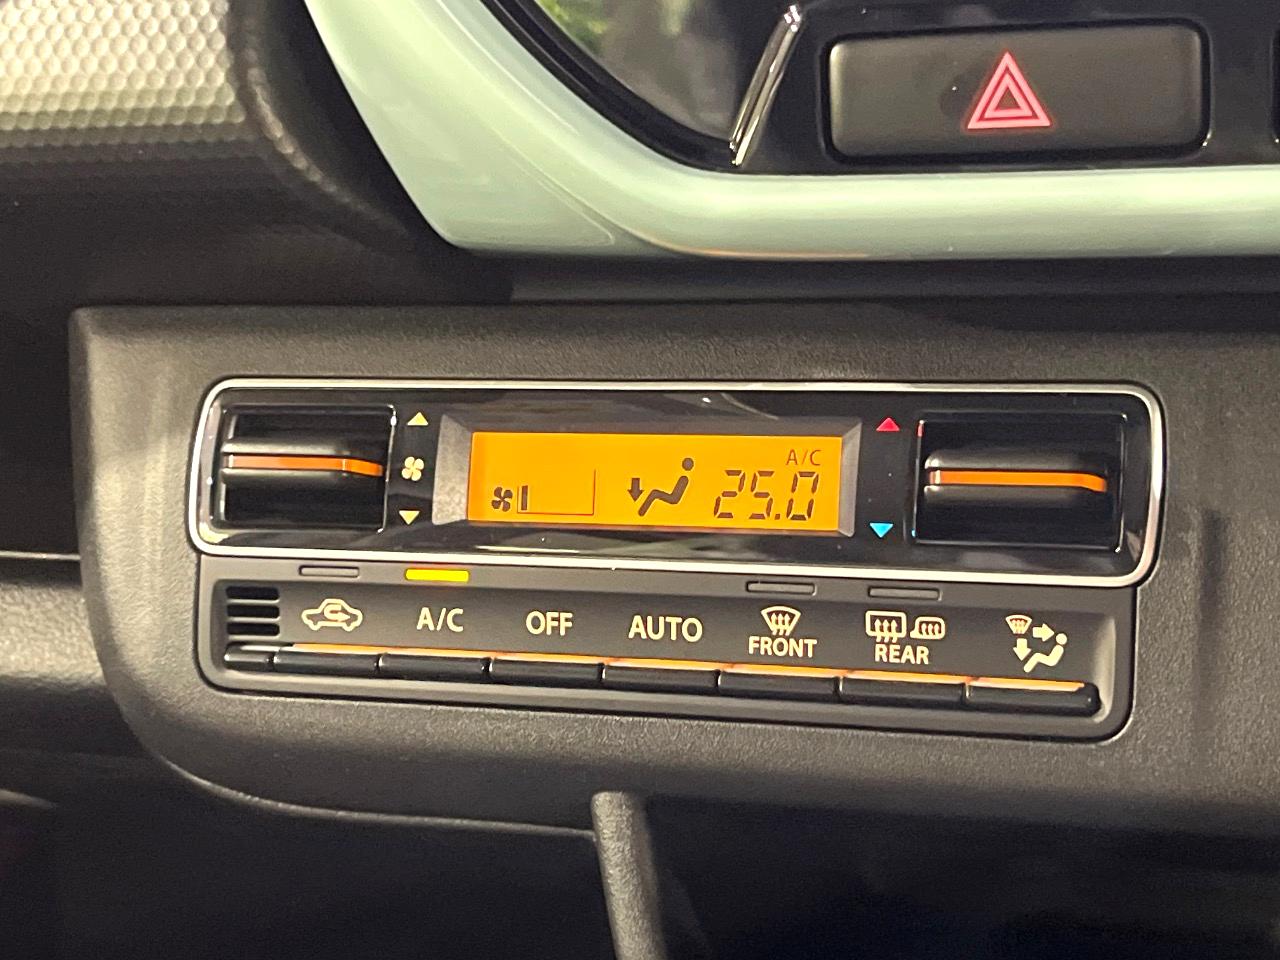 A/C
25.0
A/C OFF AUTO FRONT REAR